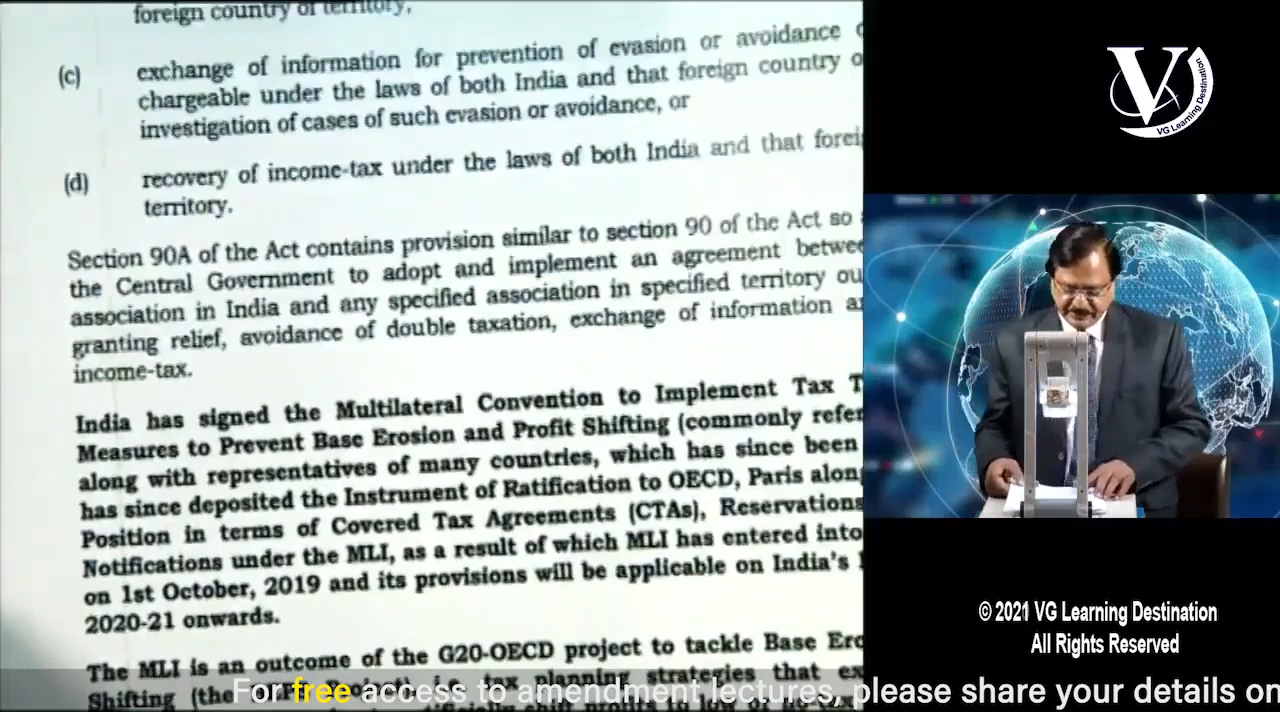 foreign country or territory,
(c) exchange of information for prevention of evasion or avoidance
chargeable under the laws of both India and that foreign country
investigation of cases of such evasion or avoidance, or
(d) recovery of income-tax under the laws of both India and that
territory.
Section 90A of the Act contains provision similar to section 90 of the Act so
the Central Government to adopt and implement an agreement
association in India and any specified association in specified territory
granting relief, avoidance of double taxation, exchange of information
income-tax.
India has signed the Multilateral Convention to Implement Tax
Measures to Prevent Base Erosion and Profit Shifting (commonly
along with representatives of many countries, which has since been
has since deposited the Instrument of Ratification to OECD, Paris
Position in terms of Covered Tax Agreements (CTAs), Reservations
Notifications under the MLI, as a result of which MLI has entered into
on 1st October, 2019 and its provisions will be applicable on India's
2020-21 onwards.
The MLI is an outcome of the G20-OECD project to tackle Base
Shifting (the tax planning strategies that
For free access to amendment lectures, please share your details on
V
VG Learning Destination
© 2021 VG Learning Destination
All Rights Reserved